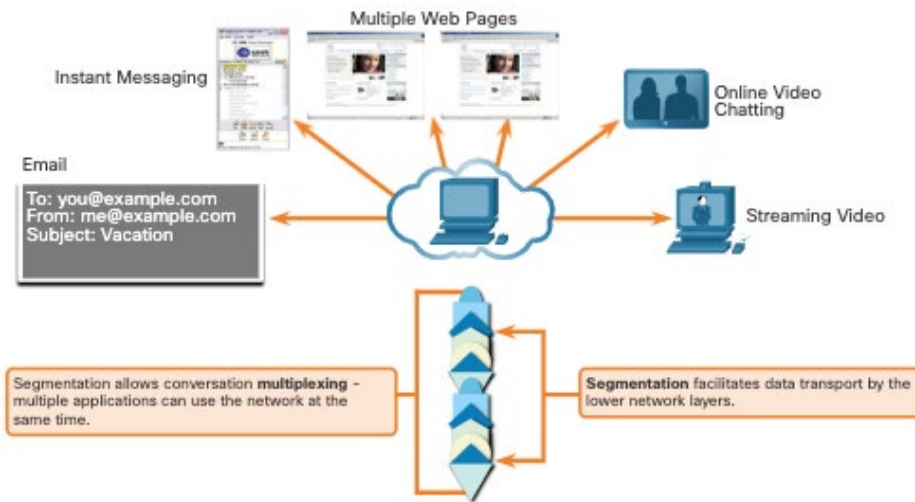 Multiple Web Pages
Instant Messaging
Online Video
Chatting
Email
To: you@example.com
From: me@example.com
Subject: Vacation
Streaming Video
Segmentation allows conversation multiplexing -
multiple applications can use the network at the
same time.
Segmentation facilitates data transport by the
lower network layers.